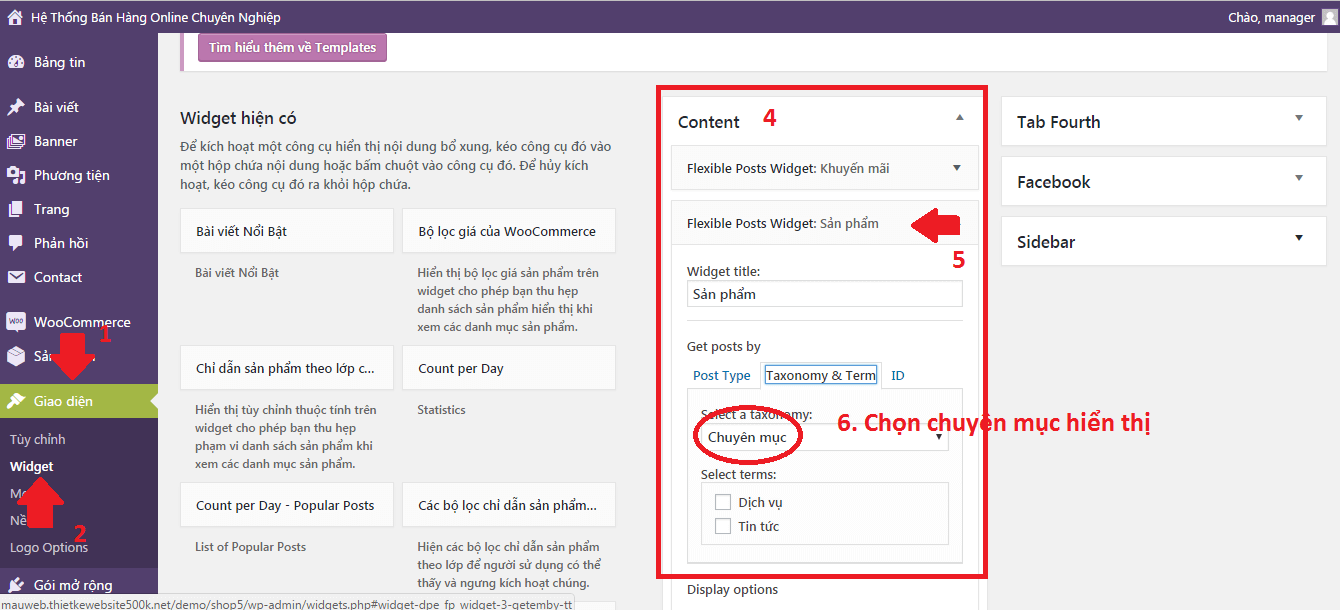 Hệ Thống Bán Hàng Online Chuyên Nghiệp
Chào, manager
Bảng tin
Bài viết
Banner
Phương tiện
Trang
Phản hồi
Contact
WooCommerce
1
Giao diện
Tùy chỉnh
Widget
2
Logo Options
Gói mở rộng
mauweb.thietkewebsite500k.net/demo/shop5/wp-admin/widgets.php#widget-dpe_fp_widget-3-getemby-tt
Tìm hiểu thêm về Templates
Widget hiện có
Để kích hoạt một công cụ hiển thị nội dung bổ xung, kéo công cụ đó vào
một hộp chứa nội dung hoặc bấm chuột vào công cụ đó. Để hủy kích
hoạt, kéo công cụ đó ra khỏi hộp chứa.
Bài viết Nổi Bật
Bài viết Nổi Bật
Bộ lọc giá của WooCommerce
Hiển thị bộ lọc giá sản phẩm trên
widget cho phép bạn thu hẹp
danh sách sản phẩm hiển thị khi
xem các danh mục sản phẩm.
Chỉ dẫn sản phẩm theo lớp c...
Hiển thị tùy chỉnh thuộc tính trên
widget cho phép bạn thu hẹp
phạm vi danh sách sản phẩm khi
xem các danh mục sản phẩm.
Count per Day
Statistics
Count per Day - Popular Posts
List of Popular Posts
Các bộ lọc chỉ dẫn sản phẩm...
Hiện các bộ lọc chỉ dẫn sản phẩm
theo lớp để người sử dụng có thể
thấy và ngưng kích hoạt chúng.
Content 4
Flexible Posts Widget: Khuyến mãi
Flexible Posts Widget: Sản phẩm
5
Widget title:
Sản phẩm
Get posts by
Post Type Taxonomy & Term ID
Select a taxonomy:
Chuyên mục
6. Chọn chuyên mục hiển thị
Select terms:
Dịch vụ
Tin tức
Display options
Tab Fourth
Facebook
Sidebar